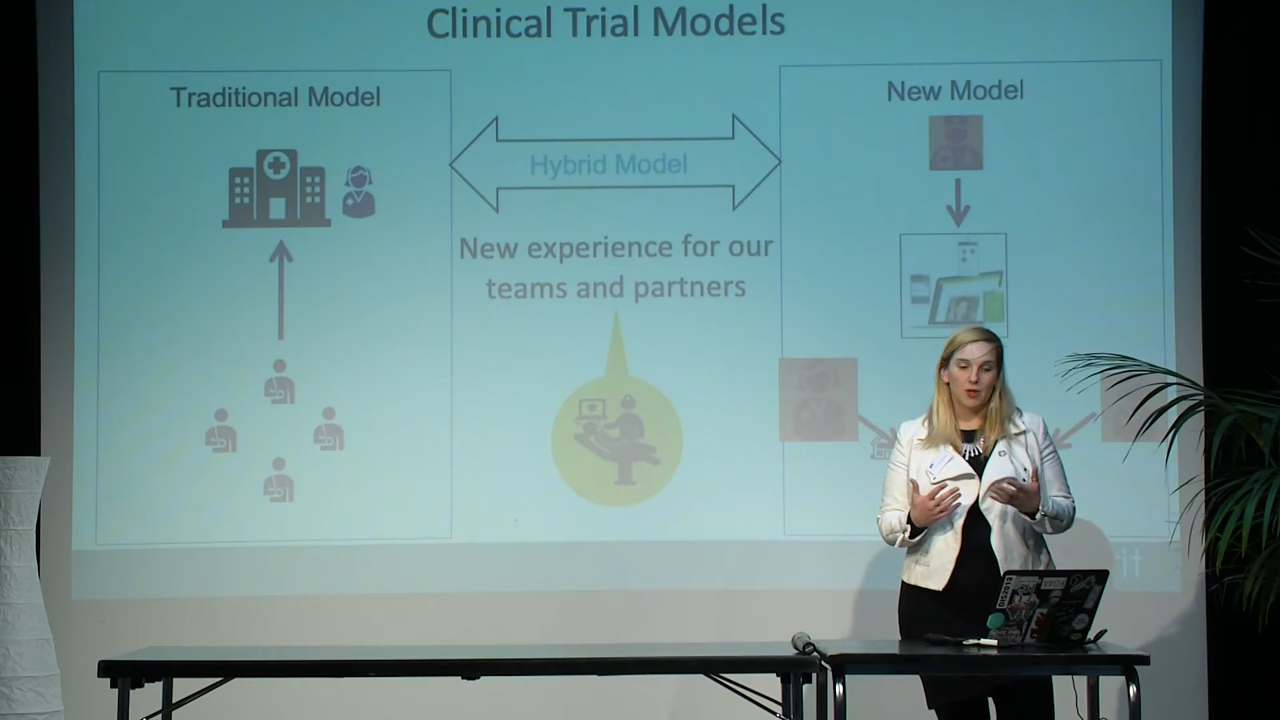 Clinical Trial Models
Traditional Model
Hybrid Model
New experience for our
teams and partners
New Model